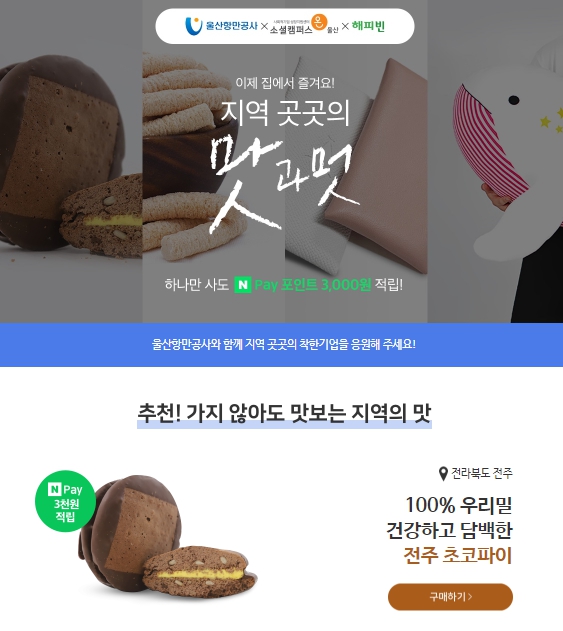 울산항만공사 × 소셜캠퍼스 온 울산 × 해피빈
이제 집에서 즐겨요!
지역 곳곳의
맛과 멋
하나만 사도 N Pay 포인트 3,000원 적립!
울산항만공사와 함께 지역 곳곳의 착한기업을 응원해 주세요!
추천! 가지 않아도 맛보는 지역의 맛
N Pay
3천원
적립
전라북도 전주
100% 우리밀
건강하고 담백한
전주 초코파이
구매하기 >